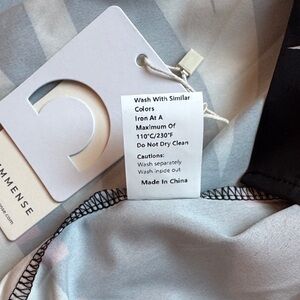 Wash With Similar
Colors
Iron At A
Maximum Of
110°C/230°F
Do Not Dry Clean
Cautions:
Wash separately
Wash inside out
Made In China
MMENSE